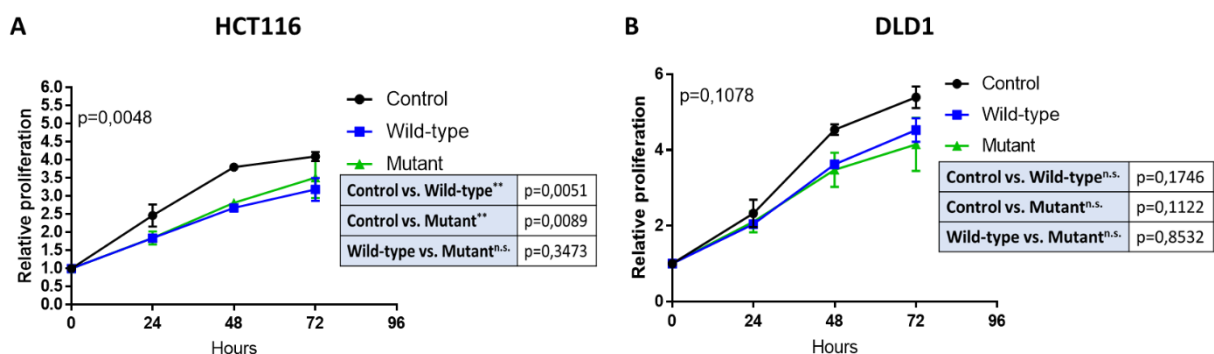 A
HCT116
Relative proliferation
6.0
5.5
5.0
4.5
4.0
3.5
3.0
2.5
2.0
1.5
1.0
0.5
0.0
p=0,0048
Control
Wild-type
Mutant
Control vs. Wild-type** p=0,0051
Control vs. Mutant** p=0,0089
Wild-type vs. Mutantn.s. p=0,3473
0 24 48 72 96
Hours
B
DLD1
Relative proliferation
6
4
2
0
p=0,1078
Control
Wild-type
Mutant
Control vs. Wild-typen.s. p=0,1746
Control vs. Mutantn.s. p=0,1122
Wild-type vs. Mutantn.s. p=0,8532
0 24 48 72 96
Hours